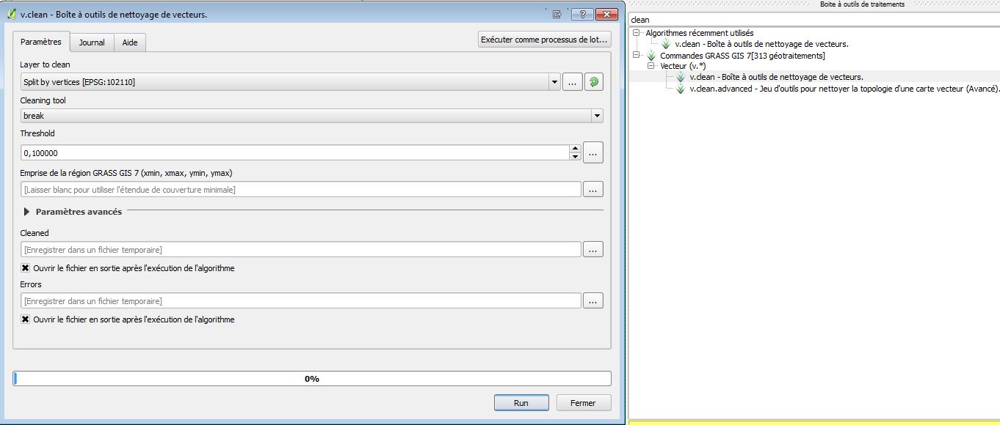 v.clean - Boîte à outils de nettoyage de vecteurs.
?
Paramètres
Journal
Aide
Exécuter comme processus de lot...
Layer to clean
Split by vertices [EPSG:102110]
...
Cleaning tool
break
Threshold
0,100000
...
Emprise de la région GRASS GIS 7 (xmin, xmax, ymin, ymax)
[Laisser blanc pour utiliser l'étendue de couverture minimale]
...
Paramètres avancés
Cleaned
[Enregistrer dans un fichier temporaire]
...
Ouvrir le fichier en sortie après l'exécution de l'algorithme
Errors
[Enregistrer dans un fichier temporaire]
...
Ouvrir le fichier en sortie après l'exécution de l'algorithme
0%
Run
Fermer
Boite à outils de traitements
clean
Algorithmes récemment utilisés
v.clean - Boîte à outils de nettoyage de vecteurs.
Commandes GRASS GIS 7[313 géotraitements]
Vecteur (v.*)
v.clean - Boîte à outils de nettoyage de vecteurs.
v.clean.advanced - Jeu d'outils pour nettoyer la topologie d'une carte vecteur (Avancé).